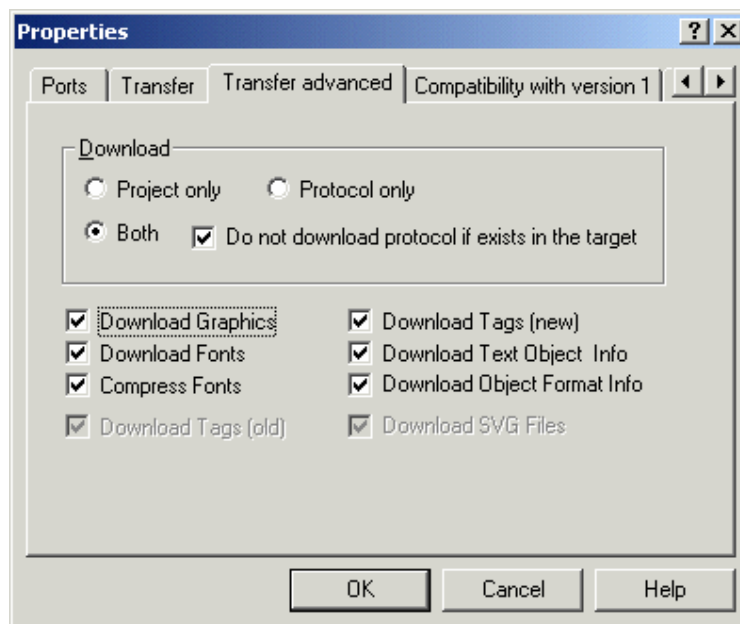 Properties
Ports Transfer Transfer advanced Compatibility with version 1
Download
Project only Protocol only
Both Do not download protocol if exists in the target
Download Graphics Download Tags (new)
Download Fonts Download Text Object Info
Compress Fonts Download Object Format Info
Download Tags (old) Download SVG Files
OK Cancel Help